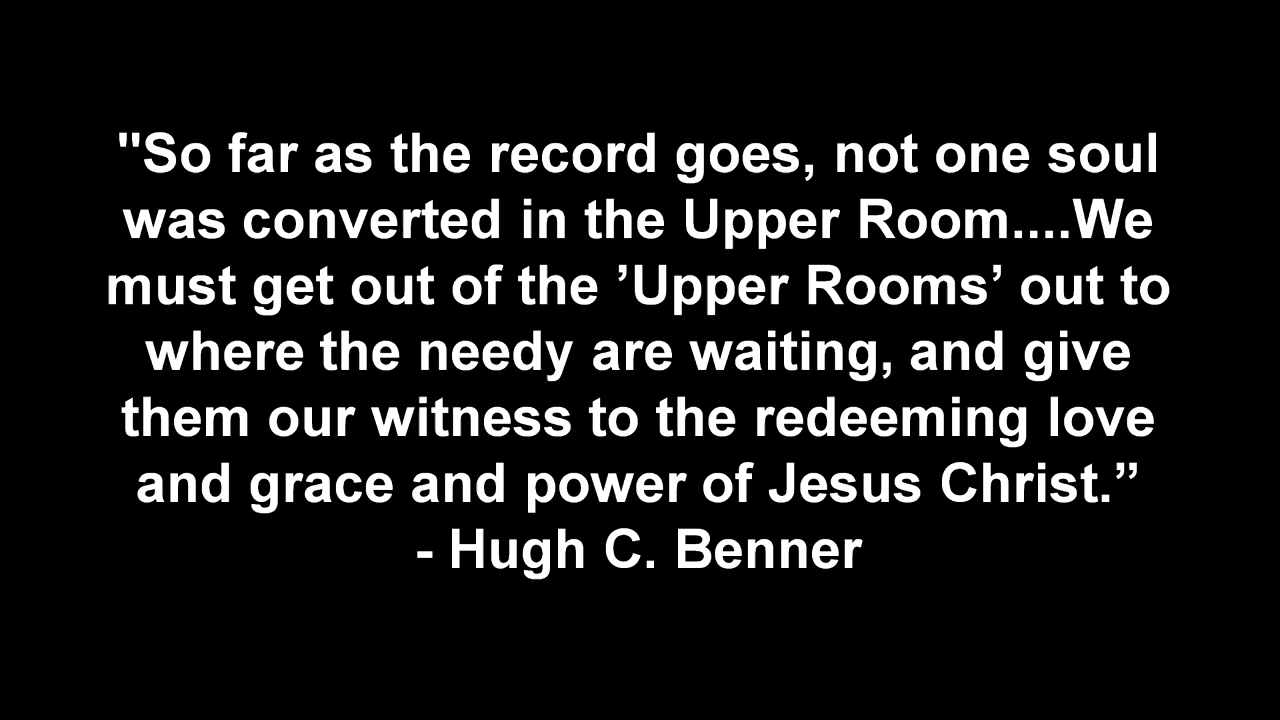 "So far as the record goes, not one soul
was converted in the Upper Room....We
must get out of the ’Upper Rooms’ out to
where the needy are waiting, and give
them our witness to the redeeming love
and grace and power of Jesus Christ.”
- Hugh C. Benner